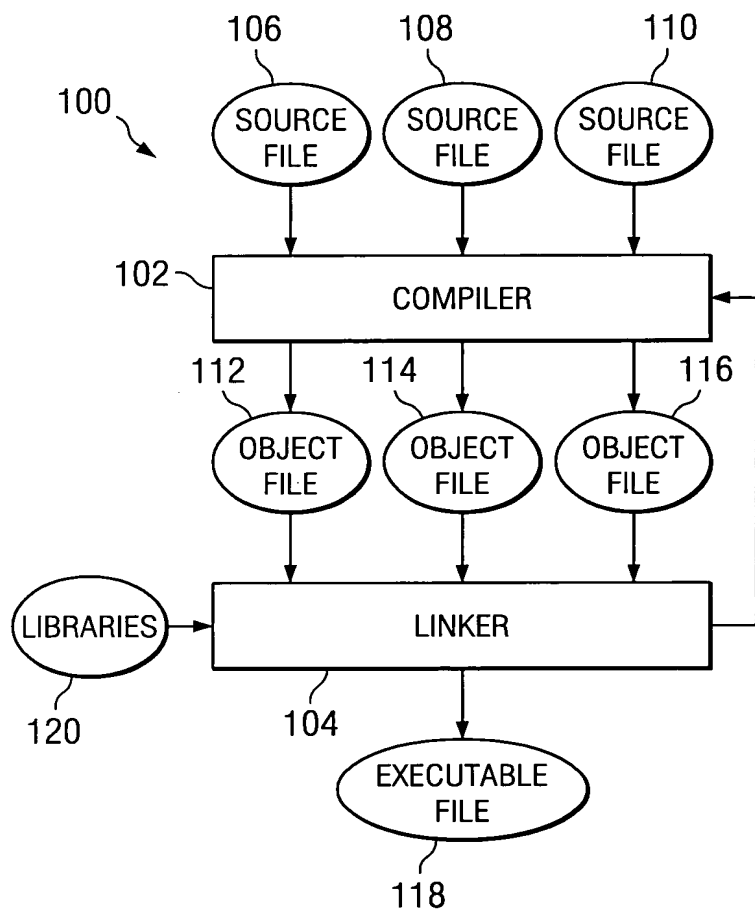 106
108
110
100
SOURCE
FILE
SOURCE
FILE
SOURCE
FILE
102
COMPILER
112
114
116
OBJECT
FILE
OBJECT
FILE
OBJECT
FILE
LIBRARIES
LINKER
120
104
EXECUTABLE
FILE
118